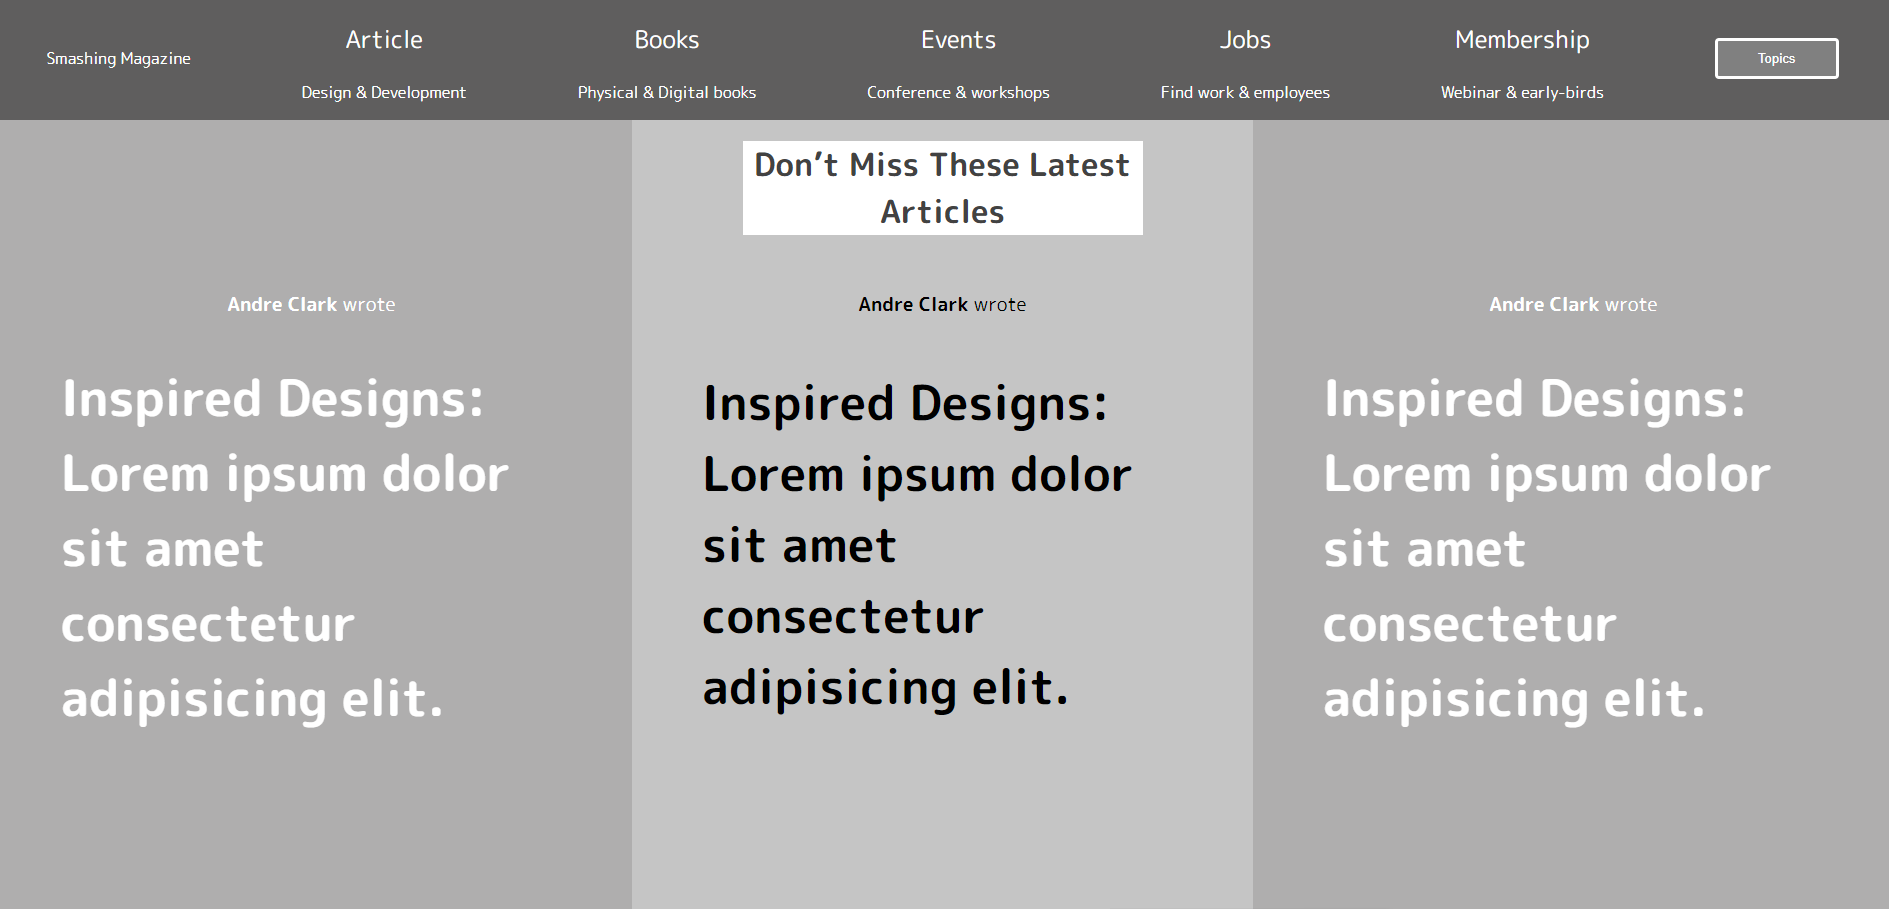 Smashing Magazine
Article
Design & Development
Books
Physical & Digital books
Events
Conference & workshops
Jobs
Find work & employees
Membership
Webinar & early-birds
Topics
Don’t Miss These Latest
Articles
Andre Clark wrote
Inspired Designs:
Lorem ipsum dolor
sit amet
consectetur
adipisicing elit.
Andre Clark wrote
Inspired Designs:
Lorem ipsum dolor
sit amet
consectetur
adipisicing elit.
Andre Clark wrote
Inspired Designs:
Lorem ipsum dolor
sit amet
consectetur
adipisicing elit.